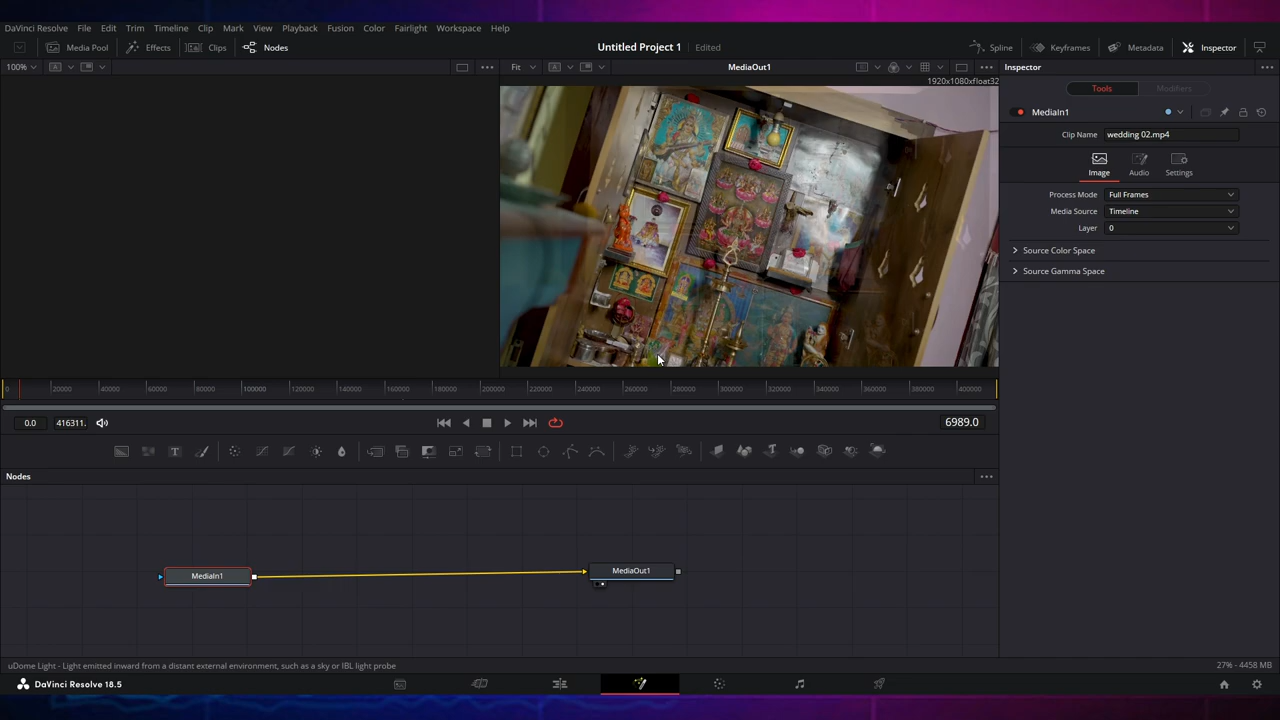 DaVinci Resolve File Edit Trim Timeline Clip Mark View Playback Fusion Color Fairlight Workspace Help
Media Pool Effects Clips Nodes Untitled Project 1 Edited Spline Keyframes Metadata Inspector
100% Fit MediaOut1 Inspector
1920x1080xfloat32
Tools Modifiers
MediaIn1
Clip Name wedding 02.mp4
Image Audio Settings
Process Mode Full Frames
Media Source Timeline
Layer 0
Source Color Space
Source Gamma Space
0 20000 40000 60000 80000 100000 120000 140000 160000 180000 200000 220000 240000 260000 280000 300000 320000 340000 360000 380000 400000
0.0 416311. 6989.0
T
Nodes
MediaIn1 MediaOut1
uDome Light - Light emitted inward from a distant external environment, such as a sky or IBL light probe 27% - 4458 MB
DaVinci Resolve 18.5